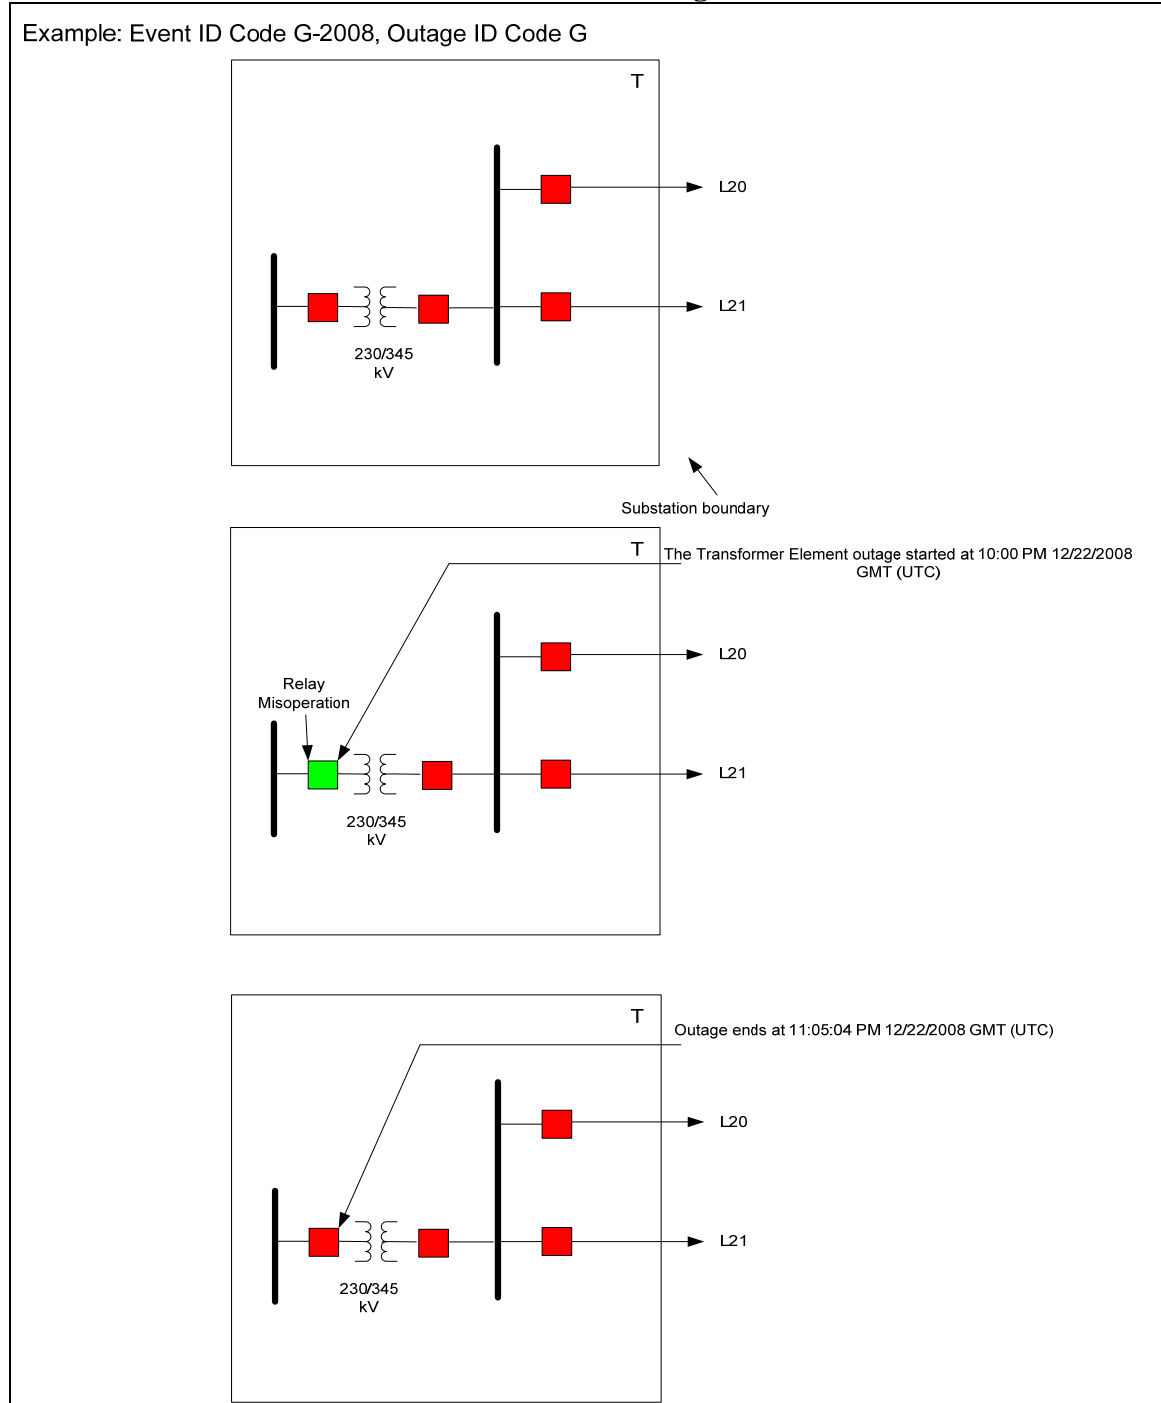 Example: Event ID Code G-2008, Outage ID Code G
T
L20
L21
230/345
kV
Substation boundary
T
The Transformer Element outage started at 10:00 PM 12/22/2008
GMT (UTC)
L20
Relay
Misoperation
L21
230/345
kV
T
Outage ends at 11:05:04 PM 12/22/2008 GMT (UTC)
L20
L21
230/345
kV